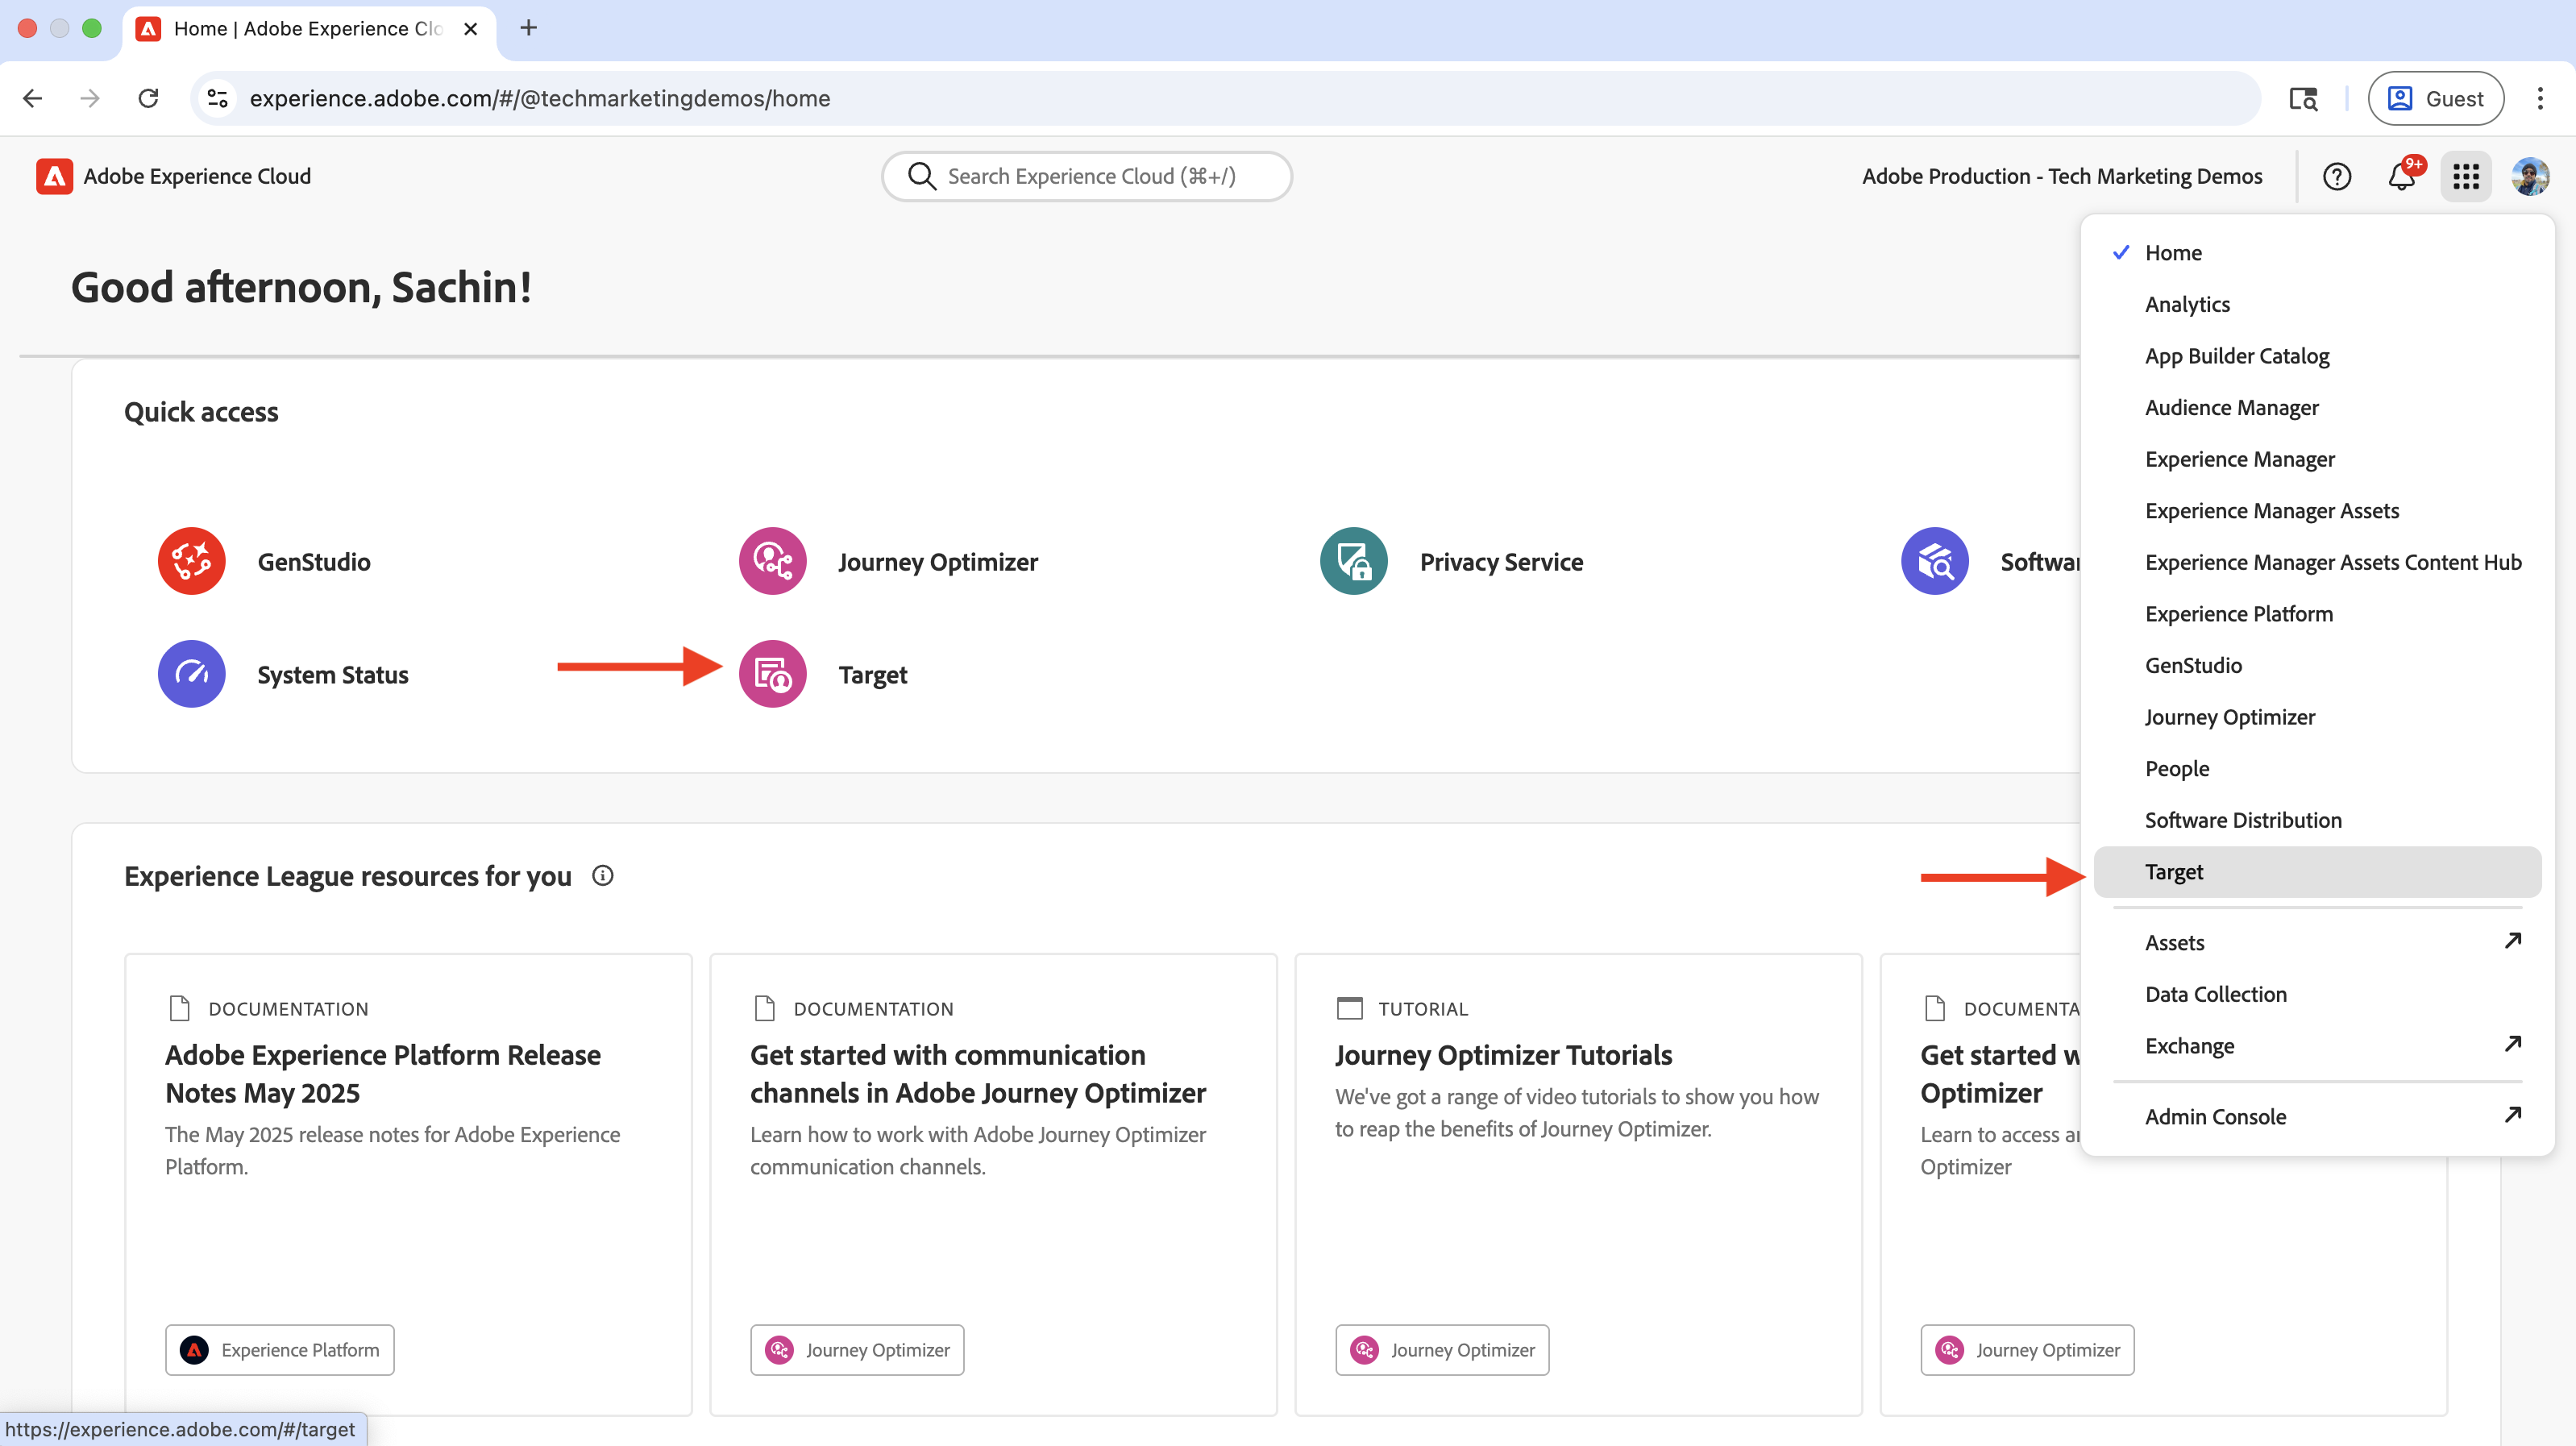 Home | Adobe Experience Clo
experience.adobe.com/#/@techmarketingdemos/home
Guest
Adobe Experience Cloud
Search Experience Cloud (⌘+/)
Adobe Production - Tech Marketing Demos
9+
Good afternoon, Sachin!
Quick access
GenStudio
Journey Optimizer
Privacy Service
Softwa
System Status
Target
Experience League resources for you
DOCUMENTATION
Adobe Experience Platform Release
Notes May 2025
The May 2025 release notes for Adobe Experience
Platform.
Experience Platform
DOCUMENTATION
Get started with communication
channels in Adobe Journey Optimizer
Learn how to work with Adobe Journey Optimizer
communication channels.
Journey Optimizer
TUTORIAL
Journey Optimizer Tutorials
We've got a range of video tutorials to show you how
to reap the benefits of Journey Optimizer.
Journey Optimizer
DOCUMENTA
Get started w
Optimizer
Learn to access a
Optimizer
Journey Optimizer
Home
Analytics
App Builder Catalog
Audience Manager
Experience Manager
Experience Manager Assets
Experience Manager Assets Content Hub
Experience Platform
GenStudio
Journey Optimizer
People
Software Distribution
Target
Assets
Data Collection
Exchange
Admin Console
https://experience.adobe.com/#/target